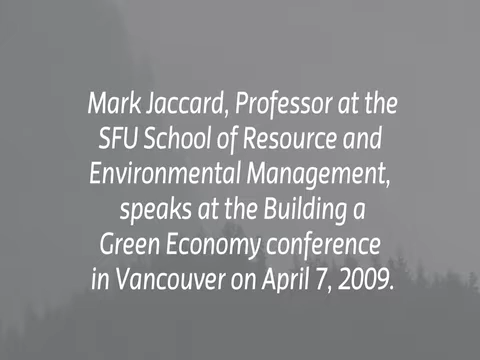 Mark Jaccard, Professor at the
SFU School of Resource and
Environmental Management,
speaks at the Building a
Green Economy conference
in Vancouver on April 7, 2009.